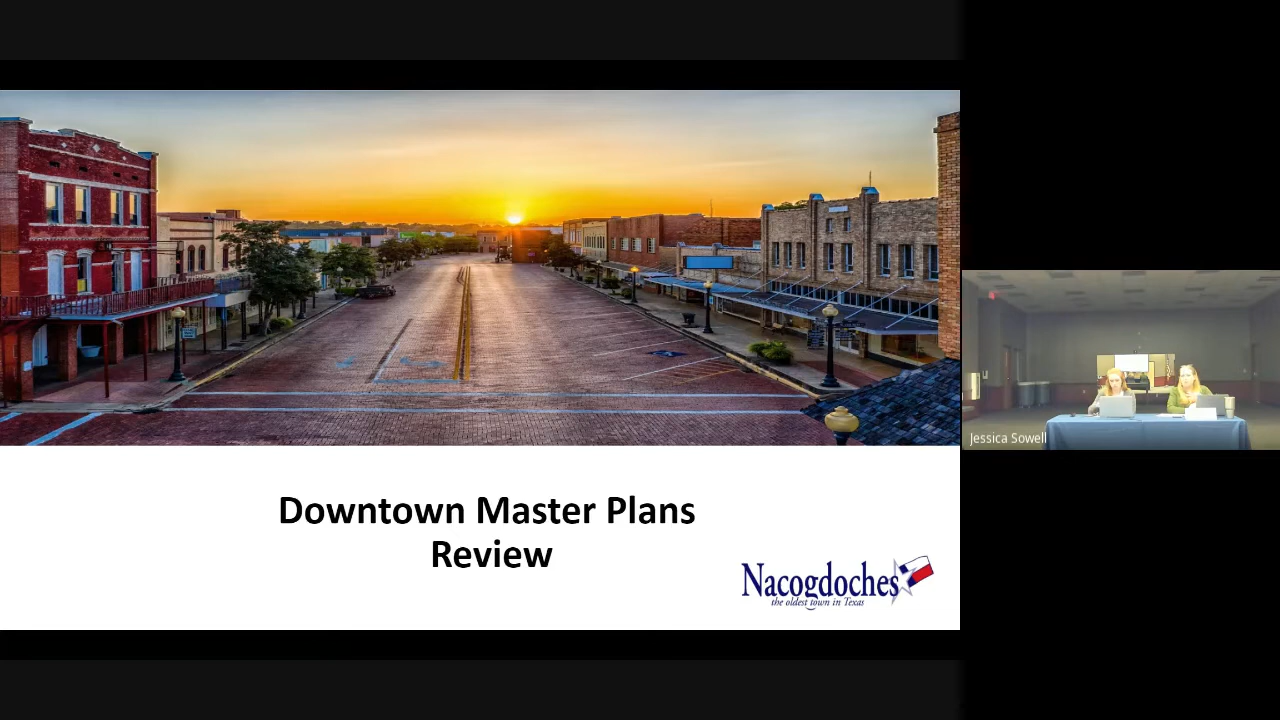 Downtown Master Plans
Review
Nacogdoches
the oldest town in Texas
Jessica Sowell